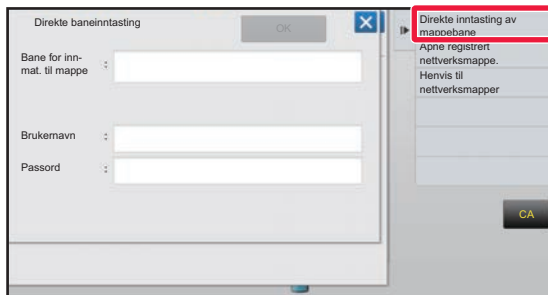 Direkte baneinntasting
OK
Bane for inn-
mat. til mappe :
Brukernavn :
Passord :
Direkte inntasting av
mappebane
Åpne registrert
nettverksmappe.
Henvis til
nettverksmapper
CA